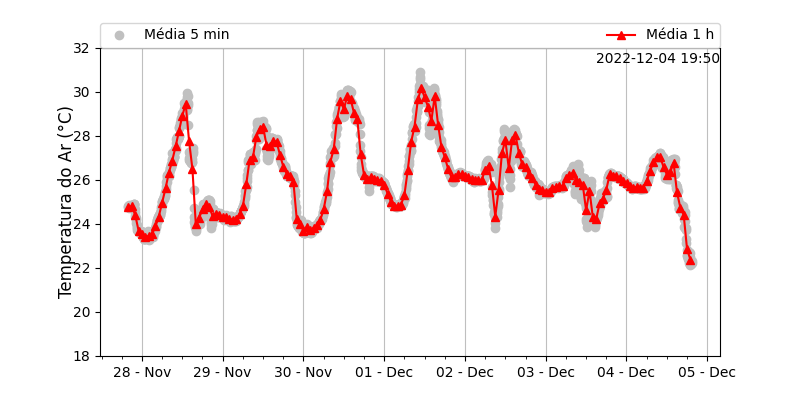 Média 5 min
Média 1 h
2022-12-04 19:50
Temperatura do Ar (°C)
32
30
28
26
24
22
20
18
28 - Nov
29 - Nov
30 - Nov
01 - Dec
02 - Dec
03 - Dec
04 - Dec
05 - Dec